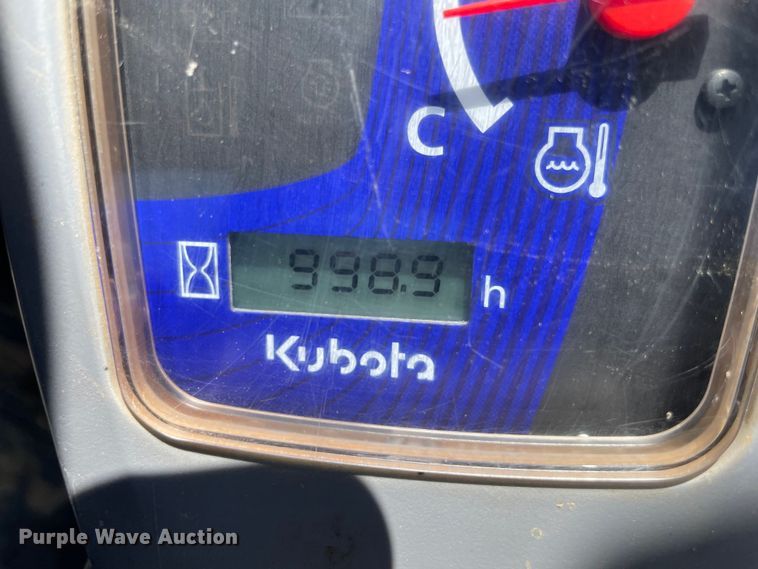 C
998.9 h
Kubota
Purple Wave Auction